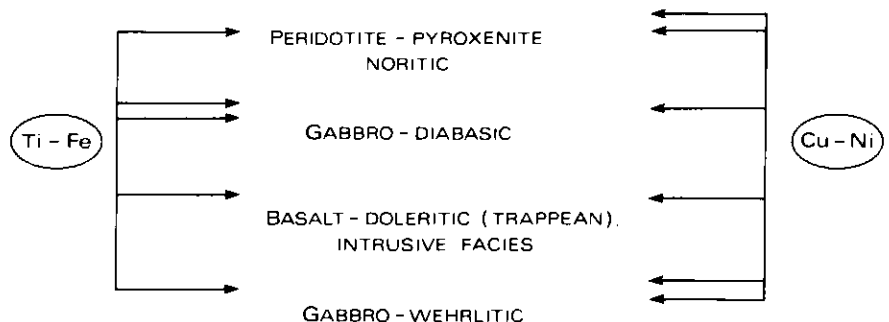 PERIDOTITE - PYROXENITE
NORITIC
Ti - Fe
GABBRO - DIABASIC
Cu - Ni
BASALT - DOLERITIC (TRAPPEAN).
INTRUSIVE FACIES
GABBRO - WEHRLITIC